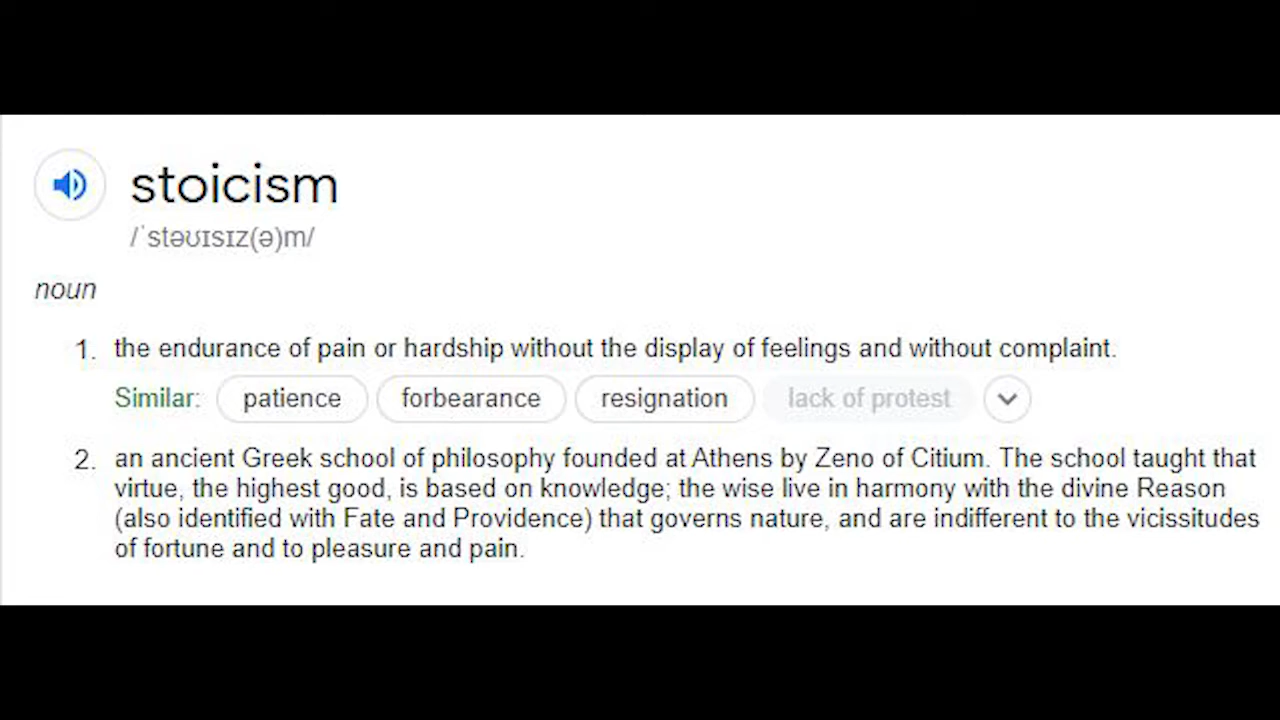 stoicism
/ˈstəʊɪsɪz(ə)m/
noun
1. the endurance of pain or hardship without the display of feelings and without complaint.
Similar: patience forbearance resignation lack of protest
2. an ancient Greek school of philosophy founded at Athens by Zeno of Citium. The school taught that
virtue, the highest good, is based on knowledge; the wise live in harmony with the divine Reason
(also identified with Fate and Providence) that governs nature, and are indifferent to the vicissitudes
of fortune and to pleasure and pain.